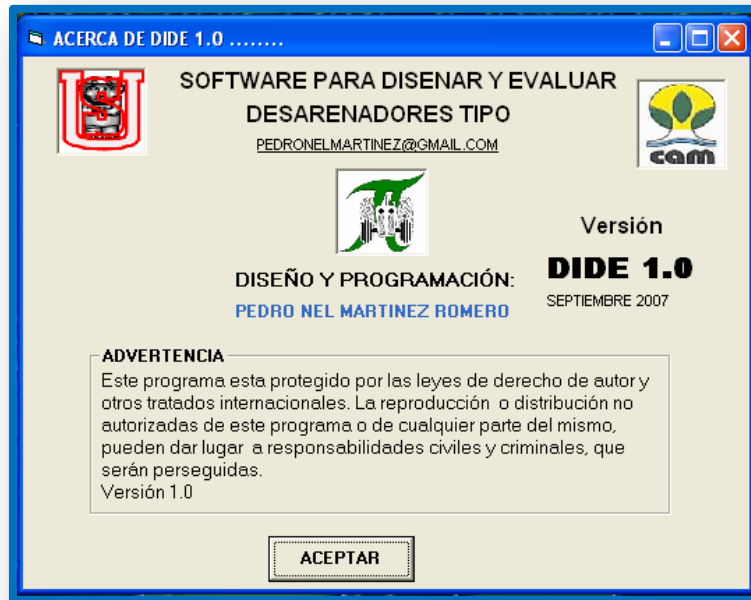 ACERCA DE DIDE 1.0 ........
SOFTWARE PARA DISENAR Y EVALUAR
DESARENADORES TIPO
PEDRONELMARTINEZ@GMAIL.COM
cam
Versión
DIDE 1.0
SEPTIEMBRE 2007
DISEÑO Y PROGRAMACIÓN:
PEDRO NEL MARTINEZ ROMERO
ADVERTENCIA
Este programa esta protegido por las leyes de derecho de autor y
otros tratados internacionales. La reproducción o distribución no
autorizadas de este programa o de cualquier parte del mismo,
pueden dar lugar a responsabilidades civiles y criminales, que
serán perseguidas.
Versión 1.0
ACEPTAR